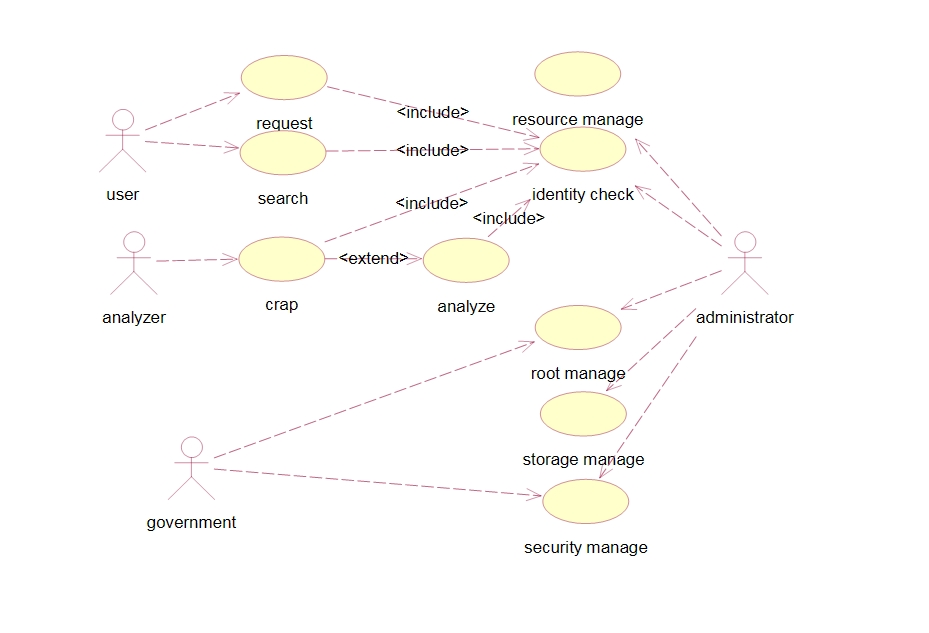 request
<include>
resource manage
<include>
user
search
identity check
<include>
<include>
<extend>
analyzer
crap
analyze
administrator
root manage
storage manage
government
security manage